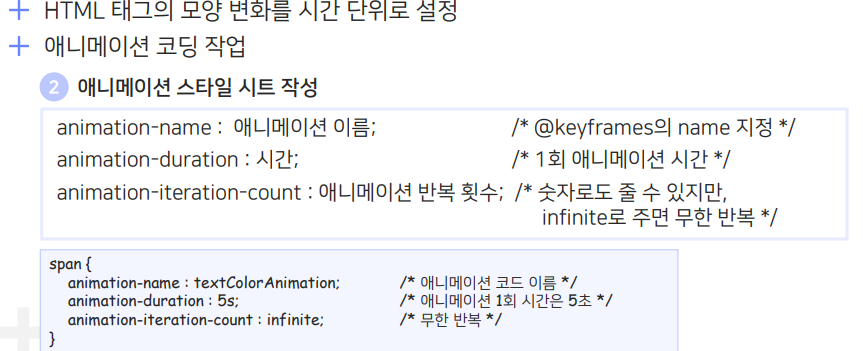 HTML 태그의 모양 변화를 시간 단위로 설정
애니메이션 코딩 작업
2 애니메이션 스타일 시트 작성
animation-name : 애니메이션 이름; /* @keyframes의 name 지정 */
animation-duration : 시간; /* 1회 애니메이션 시간 */
animation-iteration-count : 애니메이션 반복 횟수; /* 숫자로도 줄 수 있지만,
infinite로 주면 무한 반복 */
span {
animation-name : textColorAnimation; /* 애니메이션 코드 이름 */
animation-duration : 5s; /* 애니메이션 1회 시간은 5초 */
animation-iteration-count : infinite; /* 무한 반복 */
}